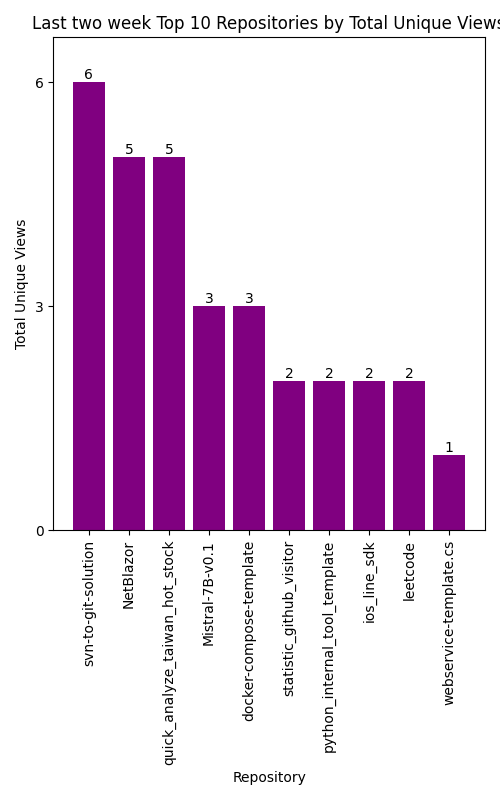 Last two week Top 10 Repositories by Total Unique Views
6
5
5
3
3
2
2
2
2
1
6
3
0
Total Unique Views
svn-to-git-solution
NetBlazor
quick_analyze_taiwan_hot_stock
Mistral-7B-v0.1
docker-compose-template
statistic_github_visitor
python_internal_tool_template
ios_line_sdk
leetcode
webservice-template.cs
Repository